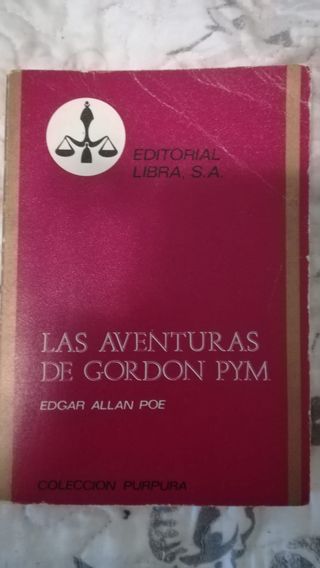 EDITORIAL
LIBRA, S.A.
LAS AVENTURAS
DE GORDON PYM
EDGAR ALLAN POE
COLECCION PURPURA